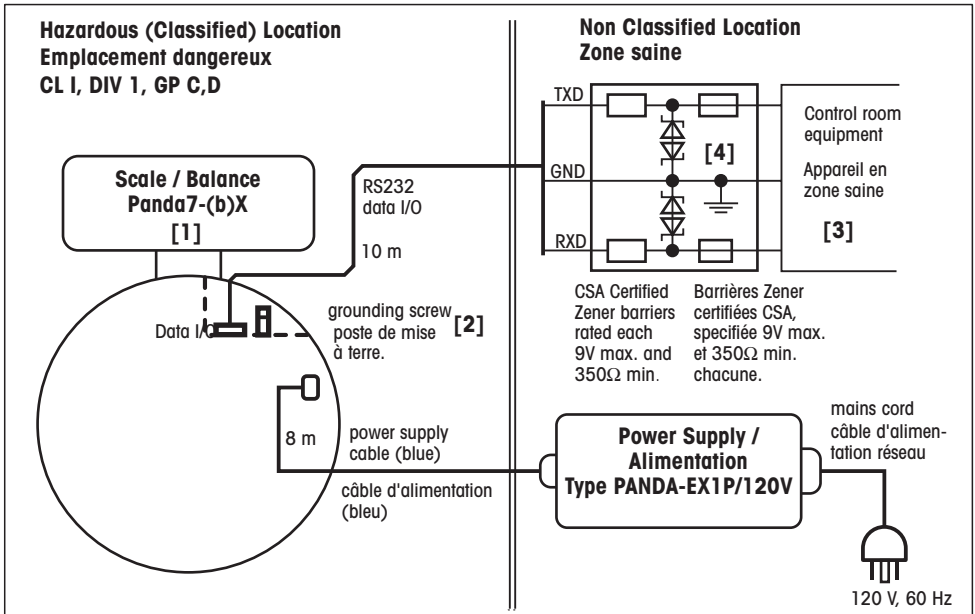 Hazardous (Classified) Location
Emplacement dangereux
CL I, DIV 1, GP C,D
Non Classified Location
Zone saine
TXD
GND
RXD
[4]
Control room
equipment
Appareil en
zone saine
[3]
Scale / Balance
Panda7-(b)X
[1]
RS232
data I/O
10 m
Data I/O
grounding screw
poste de mise
à terre.
[2]
CSA Certified
Zener barriers
rated each
9V max. and
350Ω min.
Barrières Zener
certifiées CSA,
spécifiée 9V max.
et 350Ω min.
chacune.
8 m
power supply
cable (blue)
câble d'alimentation
(bleu)
Power Supply /
Alimentation
Type PANDA-EX1P/120V
mains cord
câble d'alimen-
tation réseau
120 V, 60 Hz